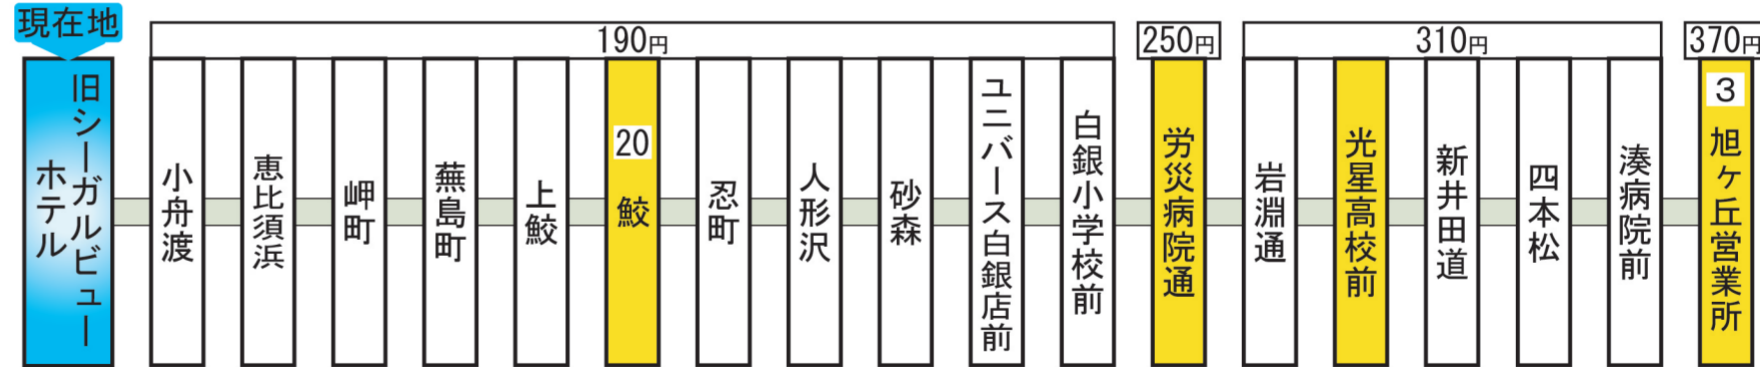 現在地
190円
250円
310円
370円
旧シーガルビュー
ホテル
小舟渡
恵比須浜
岬町
蕪島町
上鮫
20
鮫
忍町
人形沢
砂森
ユニバース白銀店前
白銀小学校前
労災病院通
岩淵通
光星高校前
新井田道
四本松
湊病院前
3
旭ヶ丘営業所